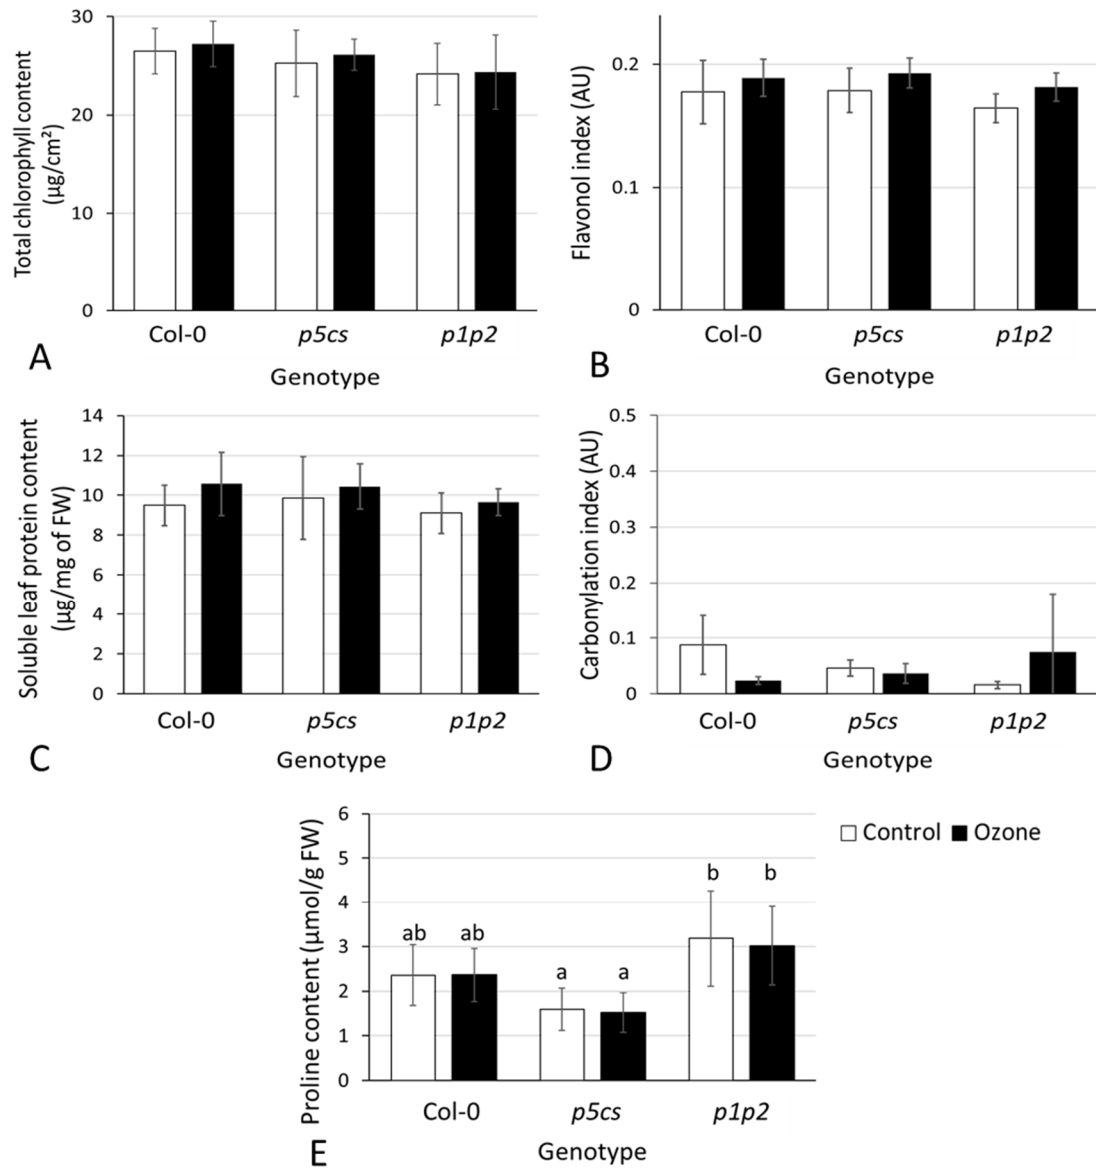 Total chlorophyll content
(µg/cm²)
30
20
10
0
Col-0 p5cs p1p2
Genotype
A
Flavonol index (AU)
0.2
0.1
0
Col-0 p5cs p1p2
Genotype
B
Soluble leaf protein content
(µg/mg of FW)
14
12
10
8
6
4
2
0
Col-0 p5cs p1p2
Genotype
C
Carbonylation index (AU)
0.5
0.4
0.3
0.2
0.1
0
Col-0 p5cs p1p2
Genotype
D
Proline content (µmol/g FW)
6
5
4
3
2
1
0
ab ab a a b b
Col-0 p5cs p1p2
Genotype
E
Control Ozone